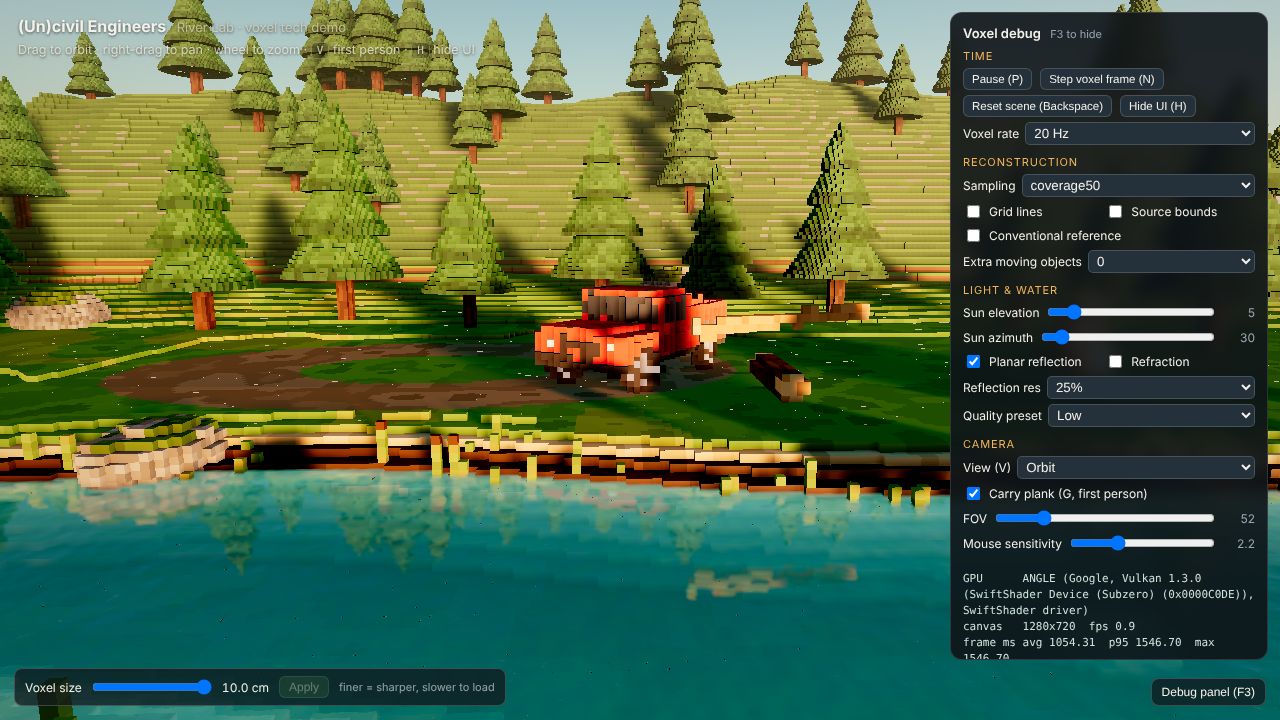 (Un)civil Engineers River Lab · voxel tech demo
Drag to orbit · right-drag to pan · wheel to zoom · V first person · H hide UI
Voxel debug F3 to hide
TIME
Pause (P) Step voxel frame (N)
Reset scene (Backspace) Hide UI (H)
Voxel rate 20 Hz
RECONSTRUCTION
Sampling coverage50
Grid lines Source bounds
Conventional reference
Extra moving objects 0
LIGHT & WATER
Sun elevation 5
Sun azimuth 30
Planar reflection Refraction
Reflection res 25%
Quality preset Low
CAMERA
View (V) Orbit
Carry plank (G, first person)
FOV 52
Mouse sensitivity 2.2
GPU ANGLE (Google, Vulkan 1.3.0
(SwiftShader Device (Subzero) (0x0000C0DE)),
SwiftShader driver)
canvas 1280x720 fps 0.9
frame ms avg 1054.31 p95 1546.70 max
1546.70
Voxel size 10.0 cm Apply finer = sharper, slower to load
Debug panel (F3)